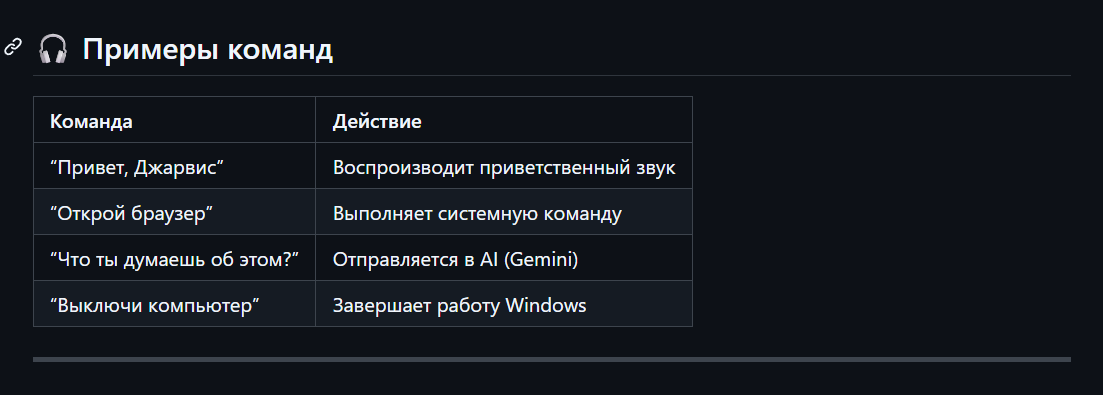 🎧 Примеры команд
Команда Действие
“Привет, Джарвис” Воспроизводит приветственный звук
“Открой браузер” Выполняет системную команду
“Что ты думаешь об этом?” Отправляется в AI (Gemini)
“Выключи компьютер” Завершает работу Windows